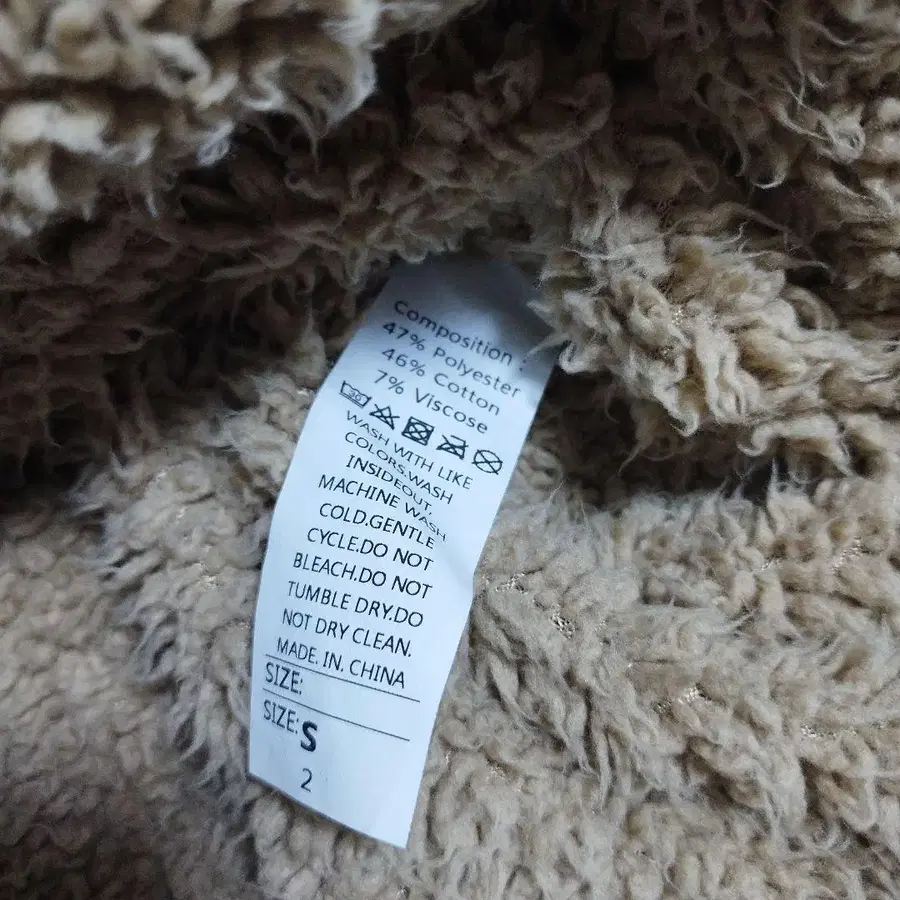 Composition :
47% Polyester
46% Cotton
7% Viscose
30
WASH WITH LIKE
COLORS.WASH
INSIDEOUT,
MACHINE WASH
COLD.GENTLE
CYCLE.DO NOT
BLEACH.DO NOT
TUMBLE DRY.DO
NOT DRY CLEAN.
MADE. IN. CHINA
SIZE:
SIZE: S
2